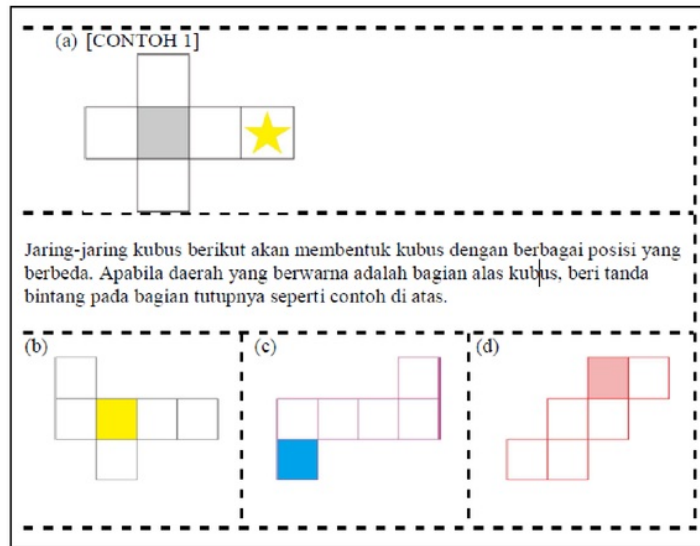 (a) [CONTOH 1]
Jaring-jaring kubus berikut akan membentuk kubus dengan berbagai posisi yang
berbeda. Apabila daerah yang berwarna adalah bagian alas kubus, beri tanda
bintang pada bagian tutupnya seperti contoh di atas.
(b)
(c)
(d)